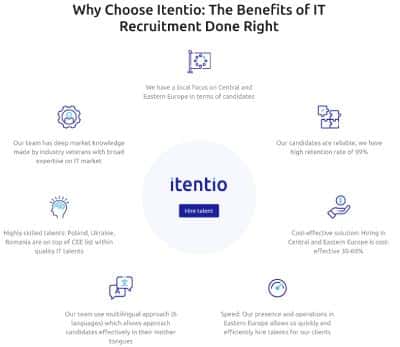 Why Choose Itentio: The Benefits of IT
Recruitment Done Right
We have a local focus on Central and
Eastern Europe in terms of candidates
Our team has deep market knowledge
made by industry veterans with broad
expertise on IT market
Our candidates are reliable, we have
high retention rate of 99%
itentio
Hire talent
Highly skilled talents: Poland, Ukraine,
Romania are on top of CEE list within
quality IT talents
Cost-effective solution: Hiring in
Central and Eastern Europe is cost-
effective 30-60%
Our team use multilingual approach (6
languages) which allows approach
candidates effectively in their mother
tongues
Speed: Our presence and operations in
Eastern Europe allows us quickly and
efficiently hire talents for our clients